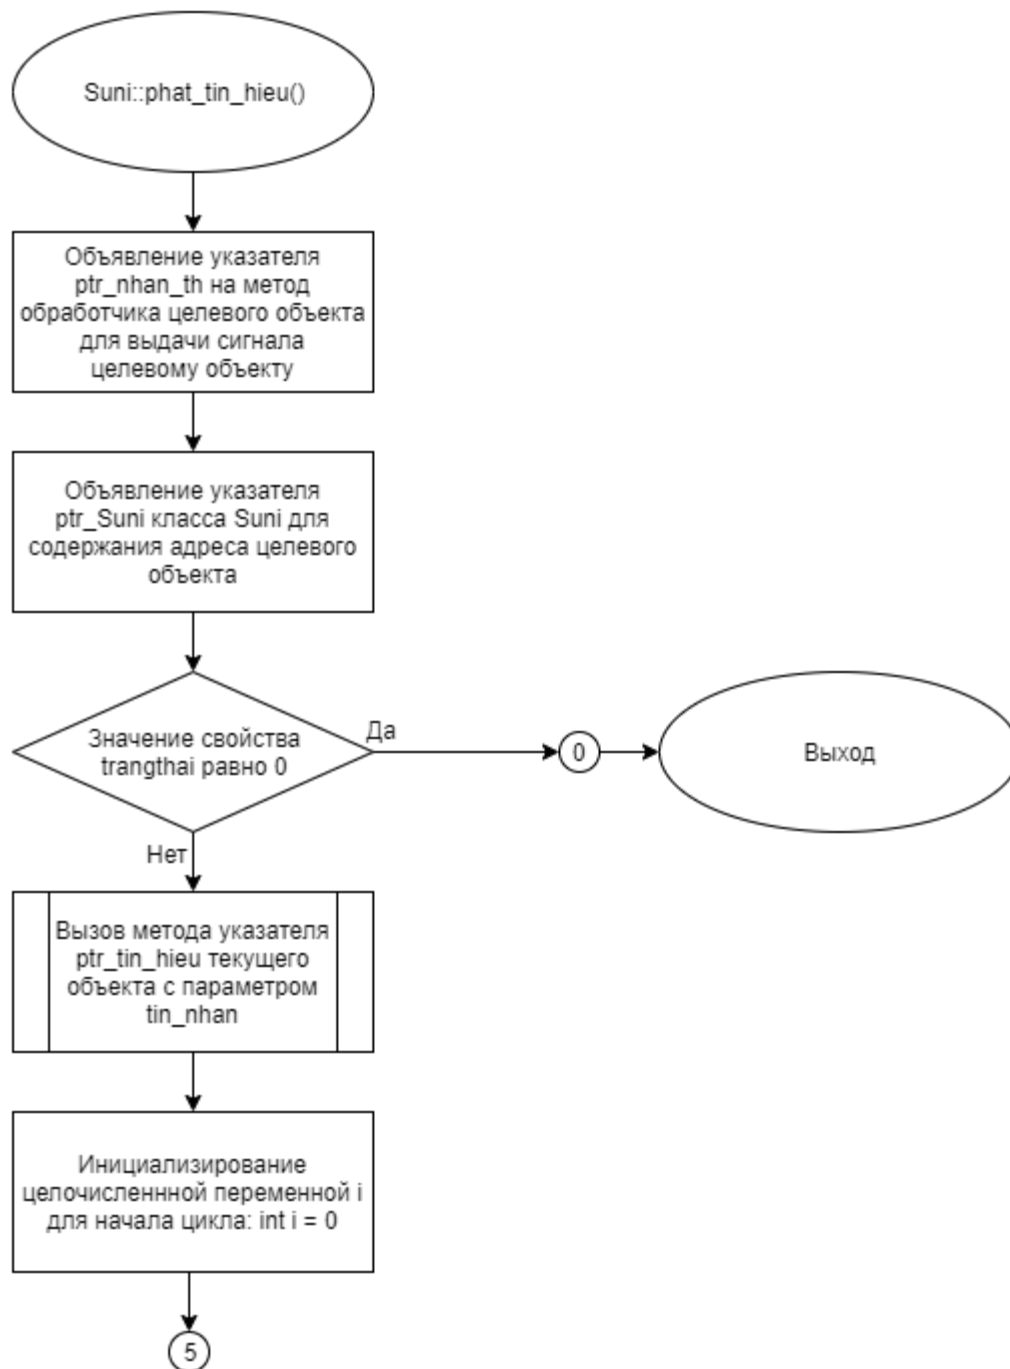 Suni::phat_tin_hieu()
Объявление указателя
ptr_nhan_th на метод
обработчика целевого объекта
для выдачи сигнала
целевому объекту
Объявление указателя
ptr_Suni класса Suni для
содержания адреса целевого
объекта
Значение свойства
trangthai равно 0
Да
0
Выход
Нет
Вызов метода указателя
ptr_tin_hieu текущего
объекта с параметром
tin_nhan
Инициализирование
целочисленнной переменной i
для начала цикла: int i = 0
5